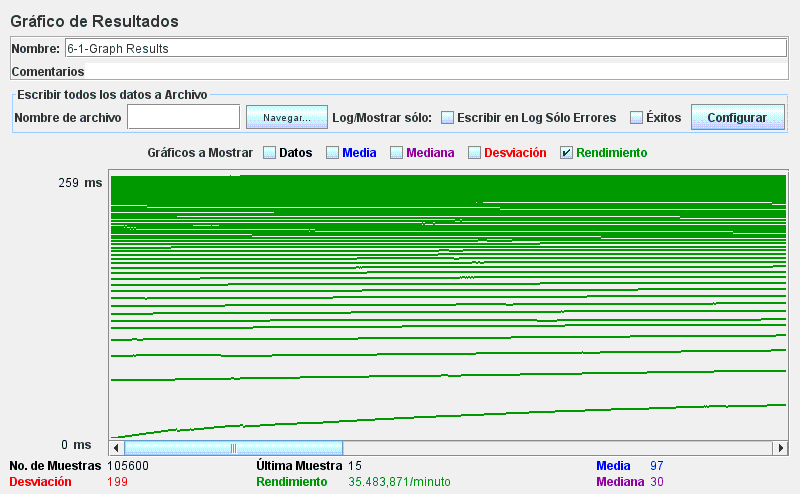 Gráfico de Resultados
Nombre: 6-1-Graph Results
Comentarios
Escribir todos los datos a Archivo
Nombre de archivo Navegar... Log/Mostrar sólo: Escribir en Log Sólo Errores Éxitos Configurar
Gráficos a Mostrar Datos Media Mediana Desviación Rendimiento
259 ms
0 ms
No. de Muestras 105600 Última Muestra 15 Media 97
Desviación 199 Rendimiento 35.483,871/minuto Mediana 30